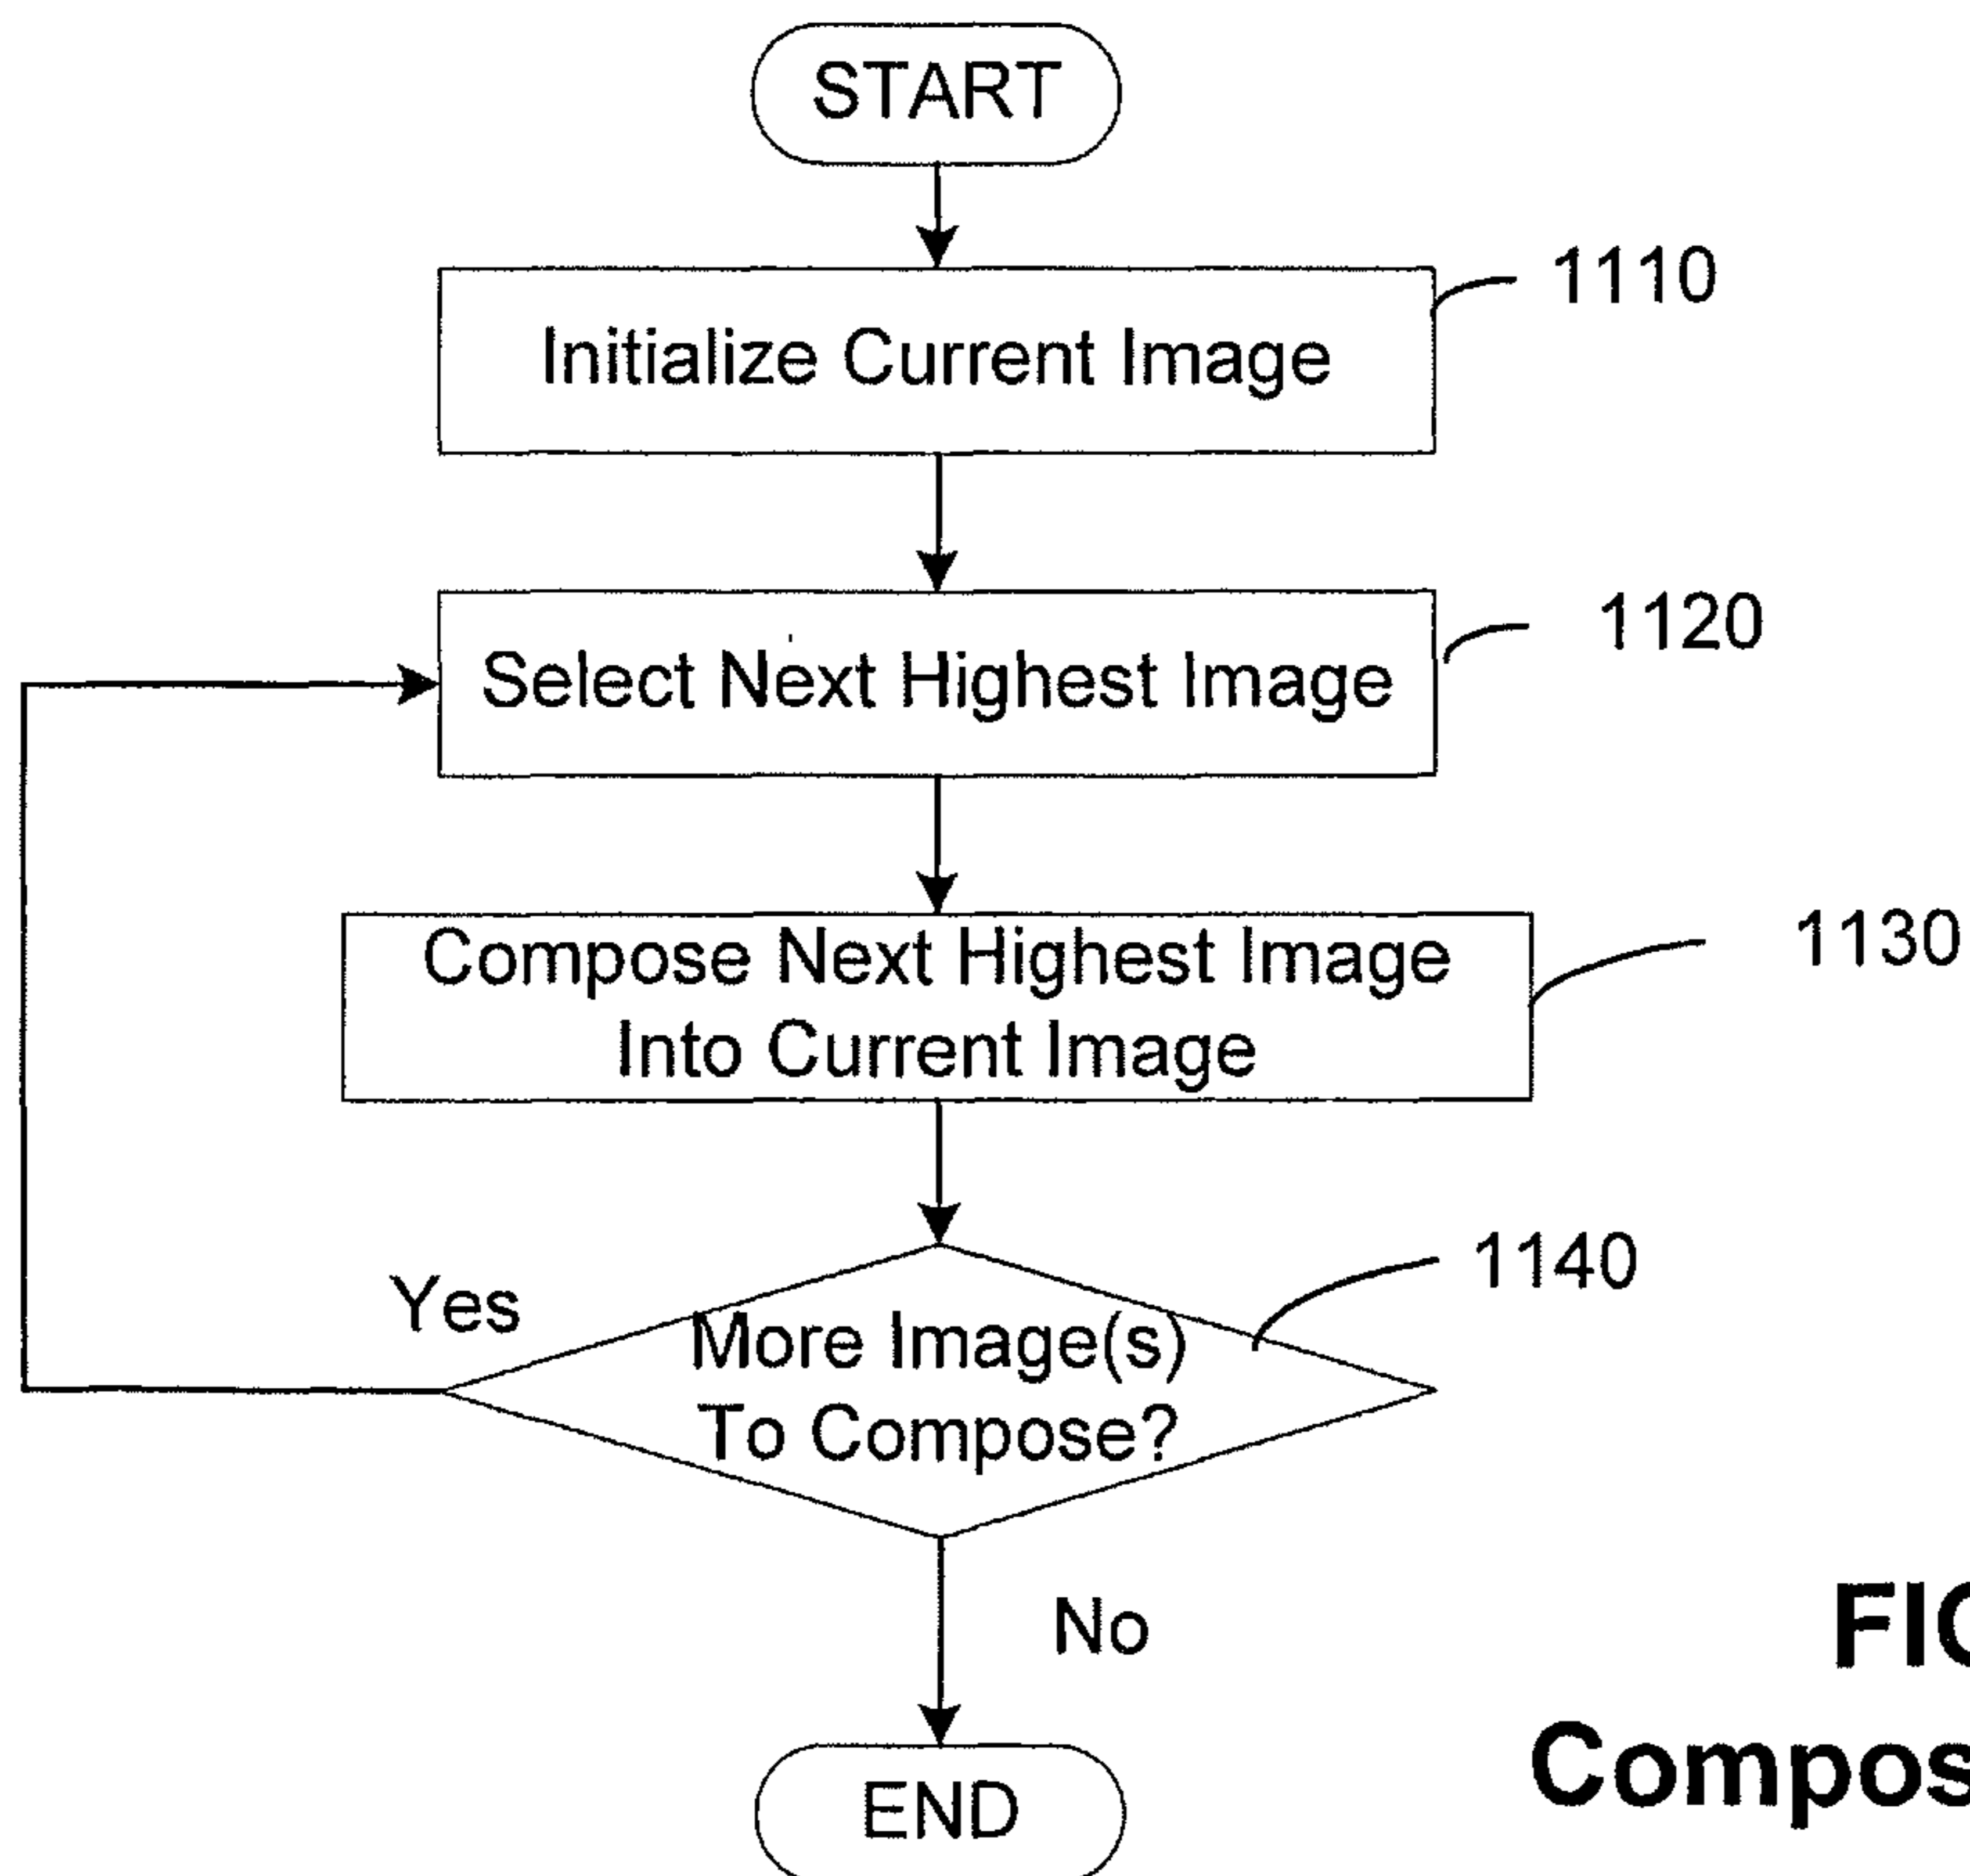 START
Initialize Current Image
1110
Select Next Highest Image
1120
Compose Next Highest Image
Into Current Image
1130
More Image(s)
To Compose?
1140
Yes
No
END